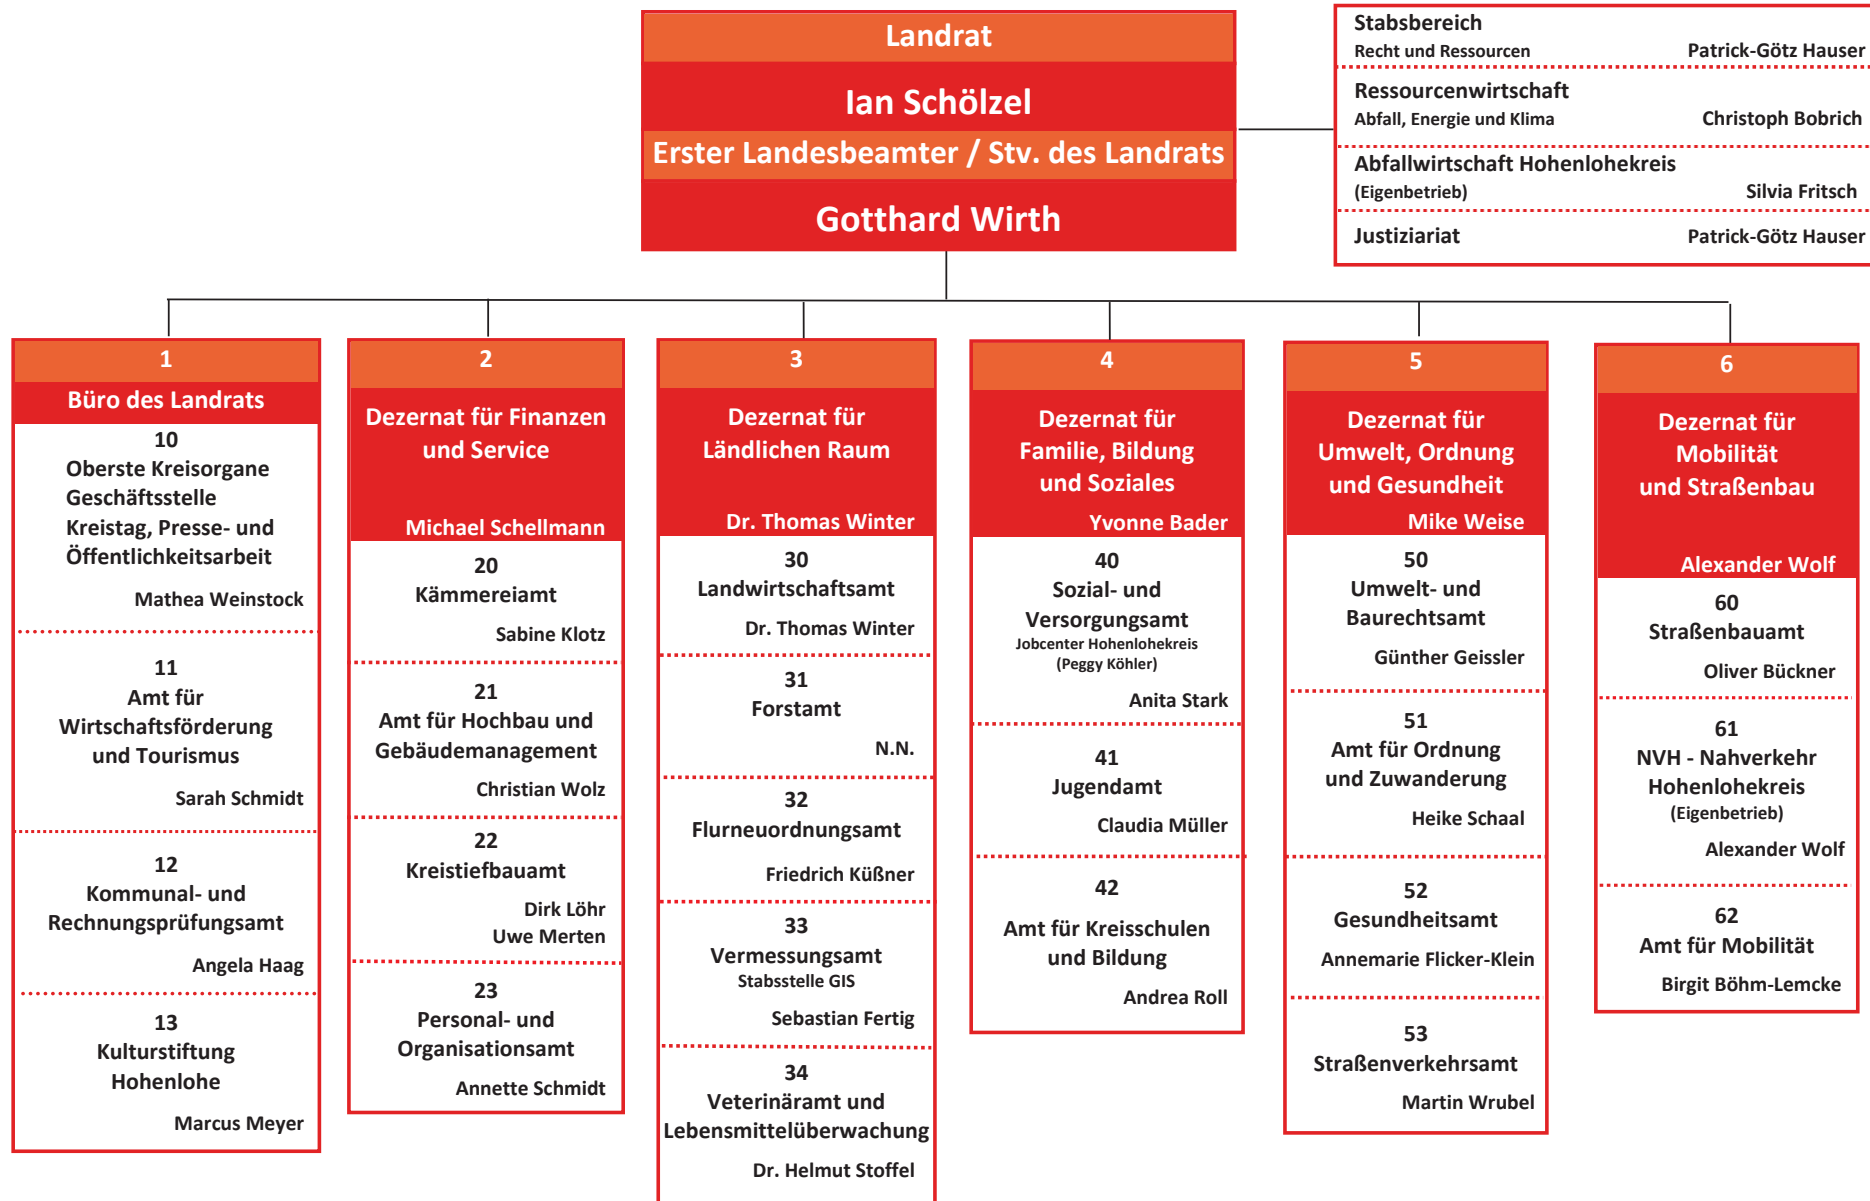 Landrat
Ian Schölzel
Erster Landesbeamter / Stv. des Landrats
Gotthard Wirth
Stabsbereich
Recht und Ressourcen Patrick-Götz Hauser
Ressourcenwirtschaft
Abfall, Energie und Klima Christoph Bobrich
Abfallwirtschaft Hohenlohekreis
(Eigenbetrieb) Silvia Fritsch
Justiziariat Patrick-Götz Hauser
1
Büro des Landrats
10
Oberste Kreisorgane
Geschäftsstelle
Kreistag, Presse- und
Öffentlichkeitsarbeit
Mathea Weinstock
11
Amt für
Wirtschaftsförderung
und Tourismus
Sarah Schmidt
12
Kommunal- und
Rechnungsprüfungsamt
Angela Haag
13
Kulturstiftung
Hohenlohe
Marcus Meyer
2
Dezernat für Finanzen
und Service
Michael Schellmann
20
Kämmereiamt
Sabine Klotz
21
Amt für Hochbau und
Gebäudemanagement
Christian Wolz
22
Kreistiefbauamt
Dirk Löhr
Uwe Merten
23
Personal- und
Organisationsamt
Annette Schmidt
3
Dezernat für
Ländlichen Raum
Dr. Thomas Winter
30
Landwirtschaftsamt
Dr. Thomas Winter
31
Forstamt
N.N.
32
Flurneuordnungsamt
Friedrich Küßner
33
Vermessungsamt
Stabsstelle GIS
Sebastian Fertig
34
Veterinäramt und
Lebensmittelüberwachung
Dr. Helmut Stoffel
4
Dezernat für
Familie, Bildung
und Soziales
Yvonne Bader
40
Sozial- und
Versorgungsamt
Jobcenter Hohenlohekreis
(Peggy Köhler)
Anita Stark
41
Jugendamt
Claudia Müller
42
Amt für Kreisschulen
und Bildung
Andrea Roll
5
Dezernat für
Umwelt, Ordnung
und Gesundheit
Mike Weise
50
Umwelt- und
Baurechtsamt
Günther Geissler
51
Amt für Ordnung
und Zuwanderung
Heike Schaal
52
Gesundheitsamt
Annemarie Flicker-Klein
53
Straßenverkehrsamt
Martin Wrubel
6
Dezernat für
Mobilität
und Straßenbau
Alexander Wolf
60
Straßenbauamt
Oliver Bückner
61
NVH - Nahverkehr
Hohenlohekreis
(Eigenbetrieb)
Alexander Wolf
62
Amt für Mobilität
Birgit Böhm-Lemcke